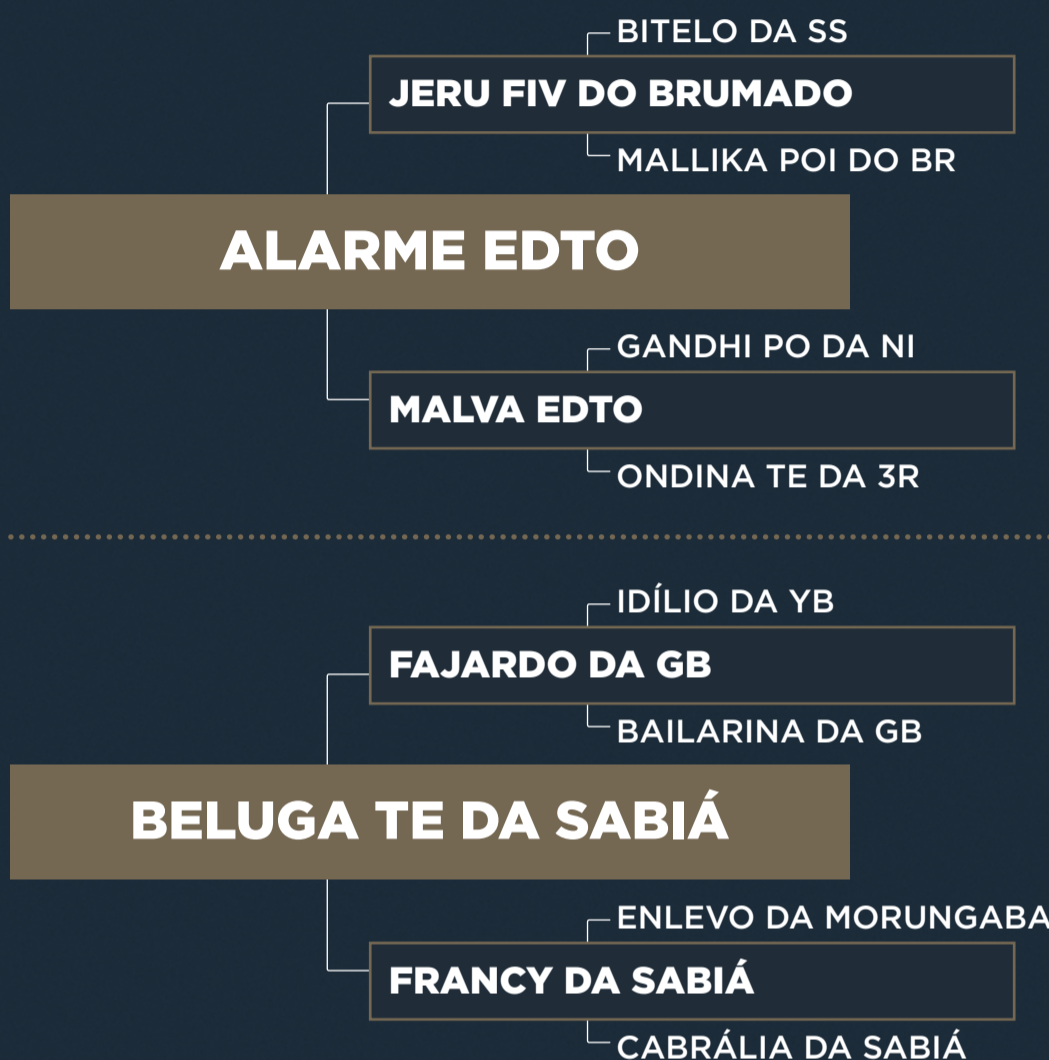 BITELO DA SS
JERU FIV DO BRUMADO
MALLIKA POI DO BR
ALARME EDTO
GANDHI PO DA NI
MALVA EDTO
ONDINA TE DA 3R
IDÍLIO DA YB
FAJARDO DA GB
BAILARINA DA GB
BELUGA TE DA SABIÁ
ENLEVO DA MORUNGABA
FRANCY DA SABIÁ
CABRÁLIA DA SABIÁ